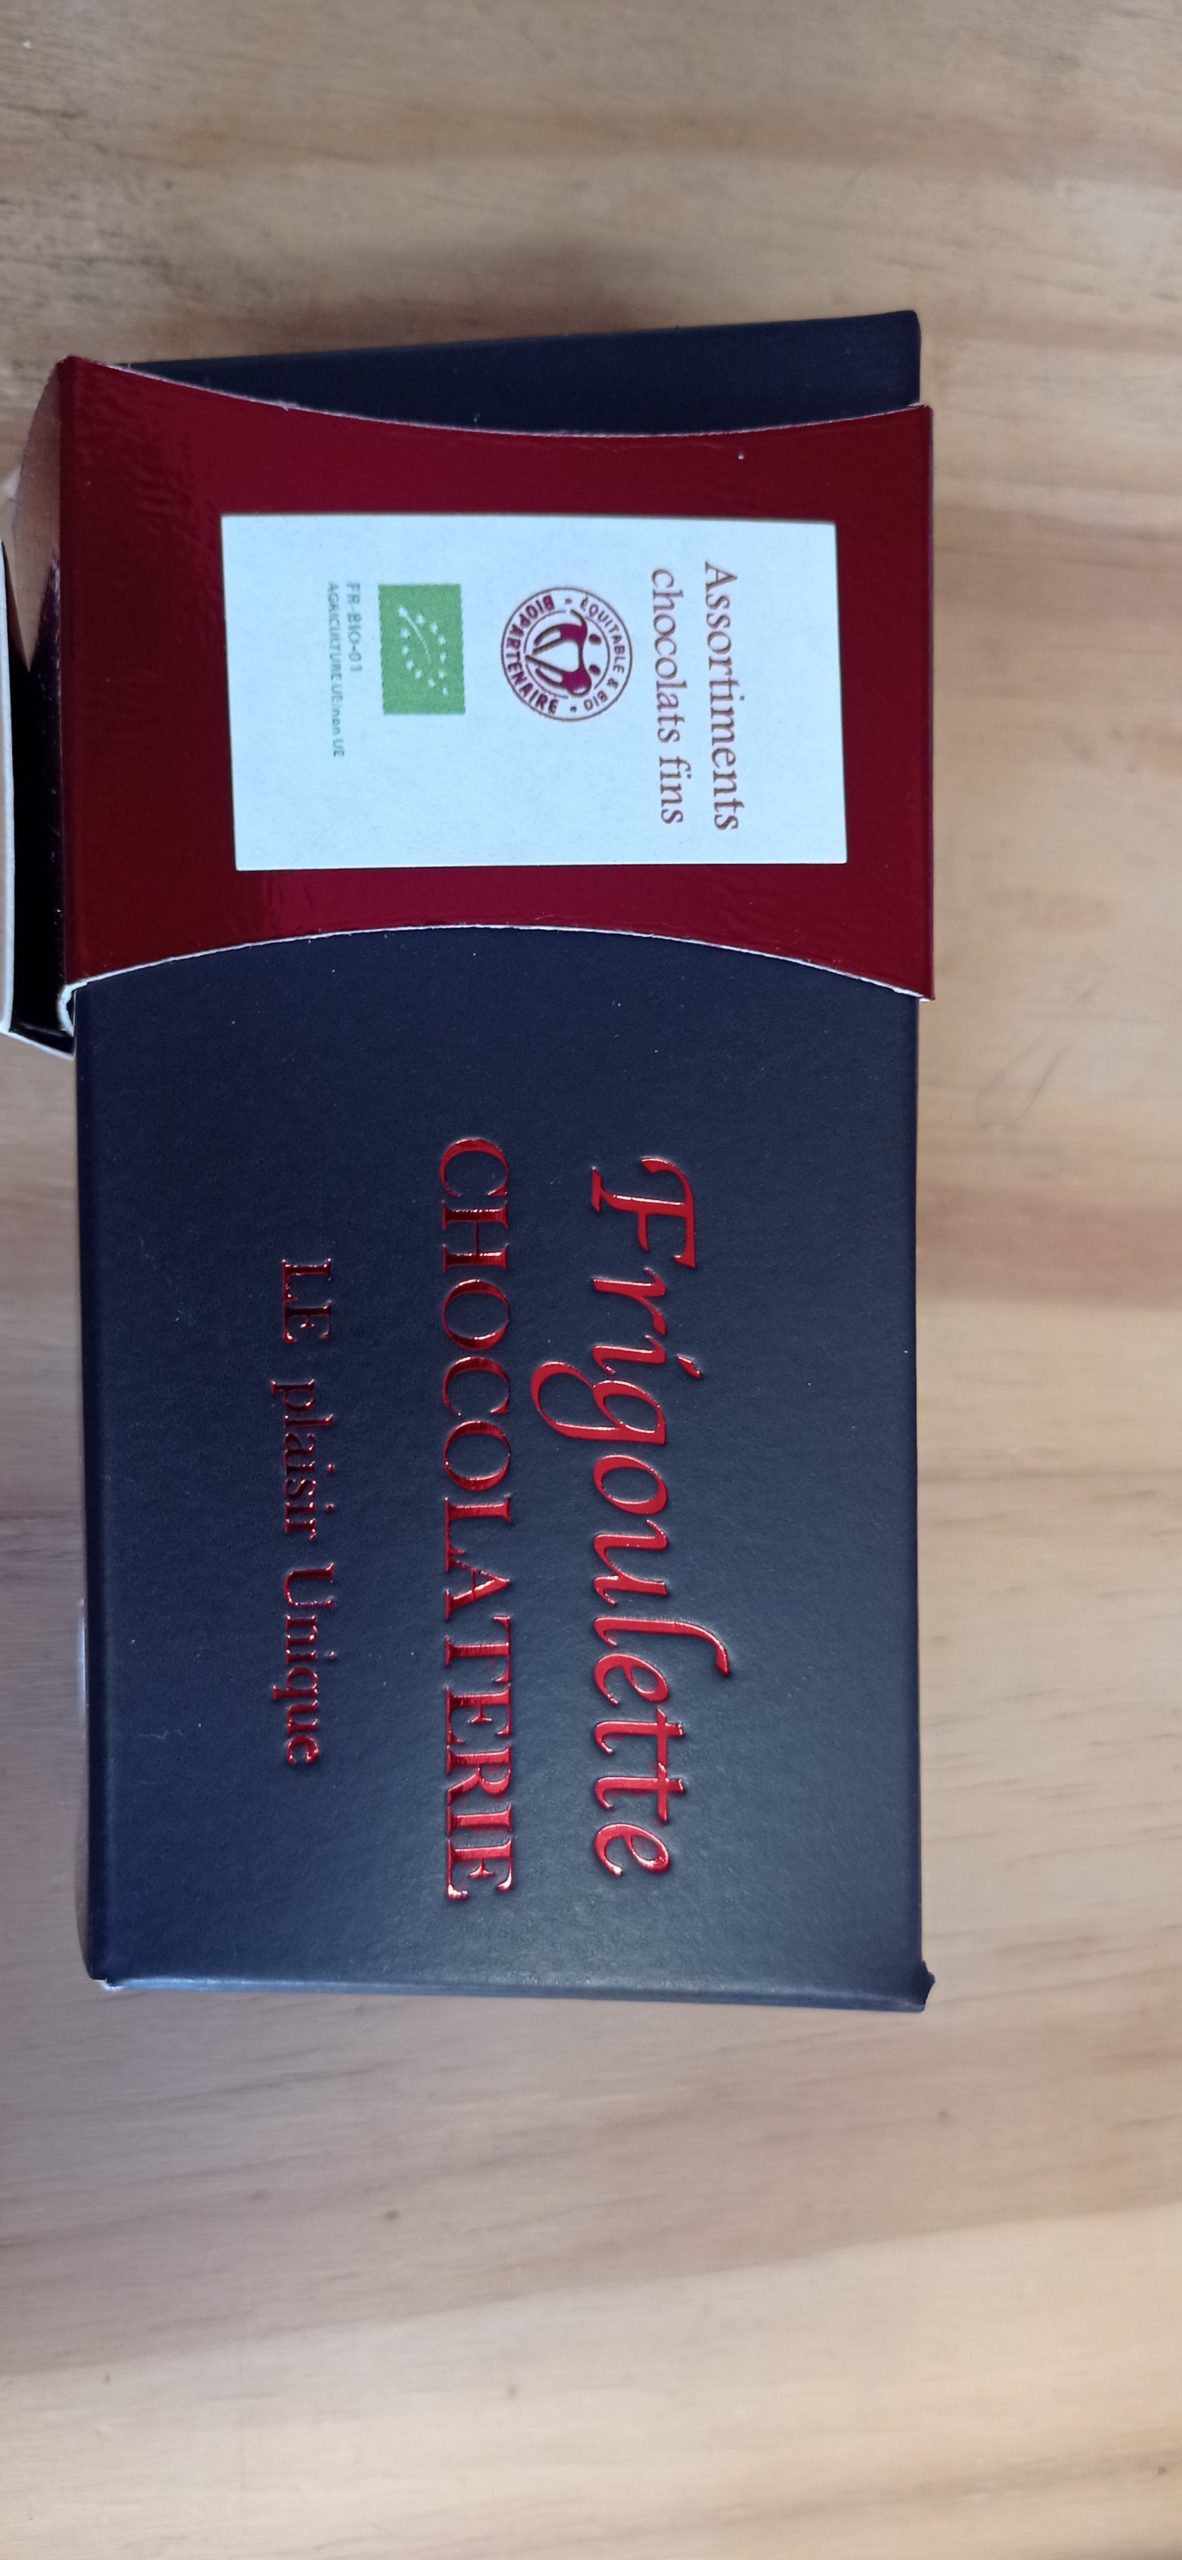 Assortiments
chocolats fins
ÉQUITABLE & BIO
BIOPARTENAIRE
FR-BIO-01
AGRICULTURE UE/non UE
Frigoulette
CHOCOLATERIE
LE plaisir Unique